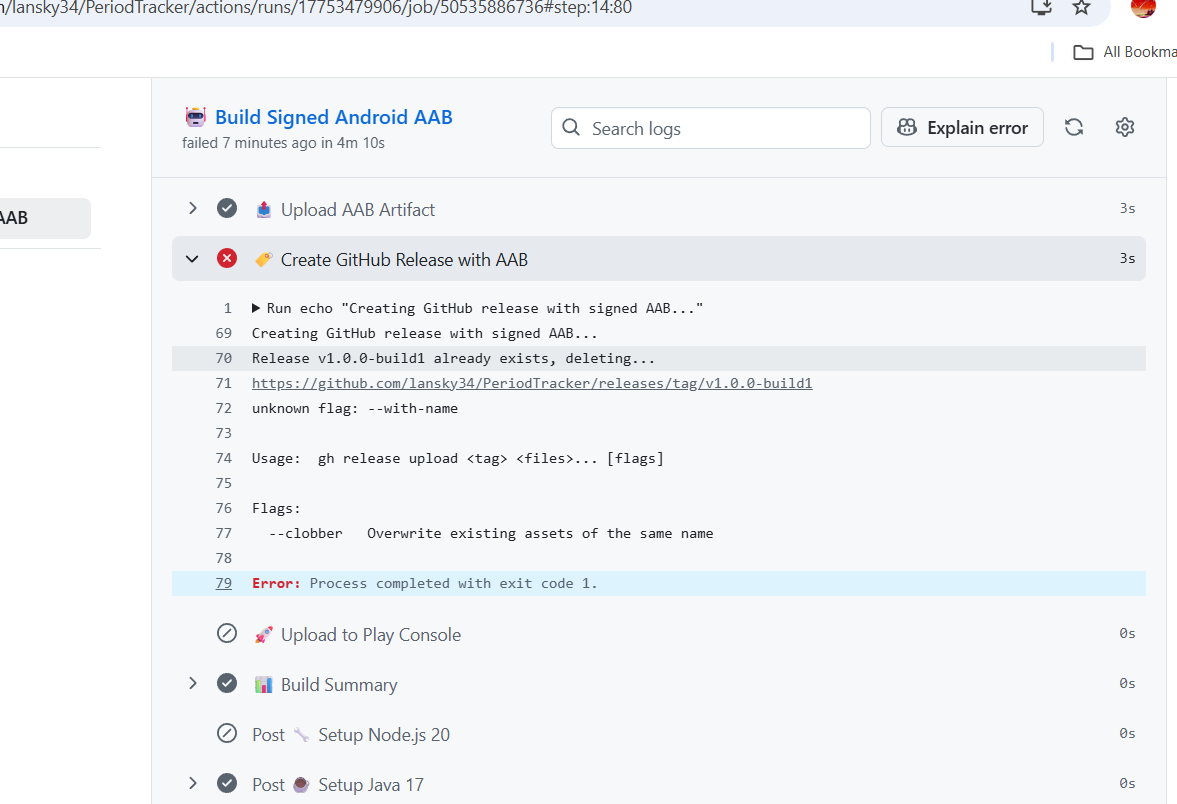 /lansky34/PeriodTracker/actions/runs/17753479906/job/50535886736#step:14:80
All Bookma
Build Signed Android AAB
failed 7 minutes ago in 4m 10s
Search logs
Explain error
AAB
Upload AAB Artifact
3s
Create GitHub Release with AAB
3s
1 Run echo "Creating GitHub release with signed AAB..."
69 Creating GitHub release with signed AAB...
70 Release v1.0.0-build1 already exists, deleting...
71 https://github.com/lansky34/PeriodTracker/releases/tag/v1.0.0-build1
72 unknown flag: --with-name
73
74 Usage:  gh release upload <tag> <files>... [flags]
75
76 Flags:
77 --clobber   Overwrite existing assets of the same name
78
79 Error: Process completed with exit code 1.
Upload to Play Console
0s
Build Summary
0s
Post Setup Node.js 20
0s
Post Setup Java 17
0s